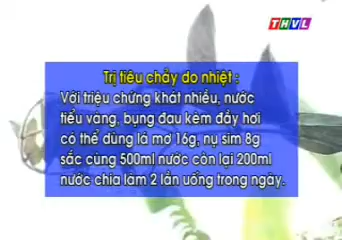 THVL
Trị tiêu chảy do nhiệt :
Với triệu chứng khát nhiều, nước
tiểu vàng, bụng đau kèm đầy hơi
có thể dùng lá mơ 16g, nụ sim 8g
sắc cùng 500ml nước còn lại 200ml
nước chia làm 2 lần uống trong ngày.